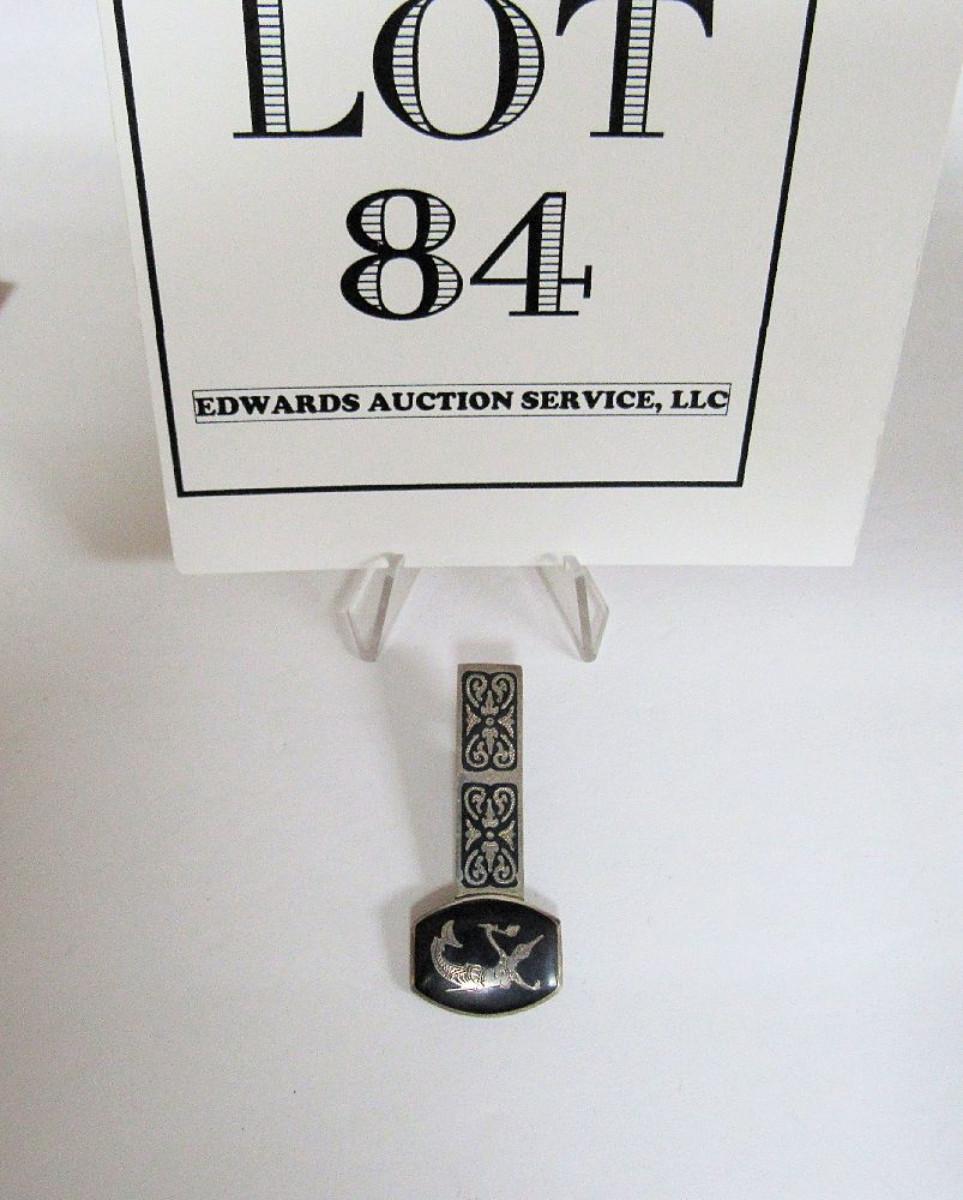 LOT
84
EDWARDS AUCTION SERVICE, LLC